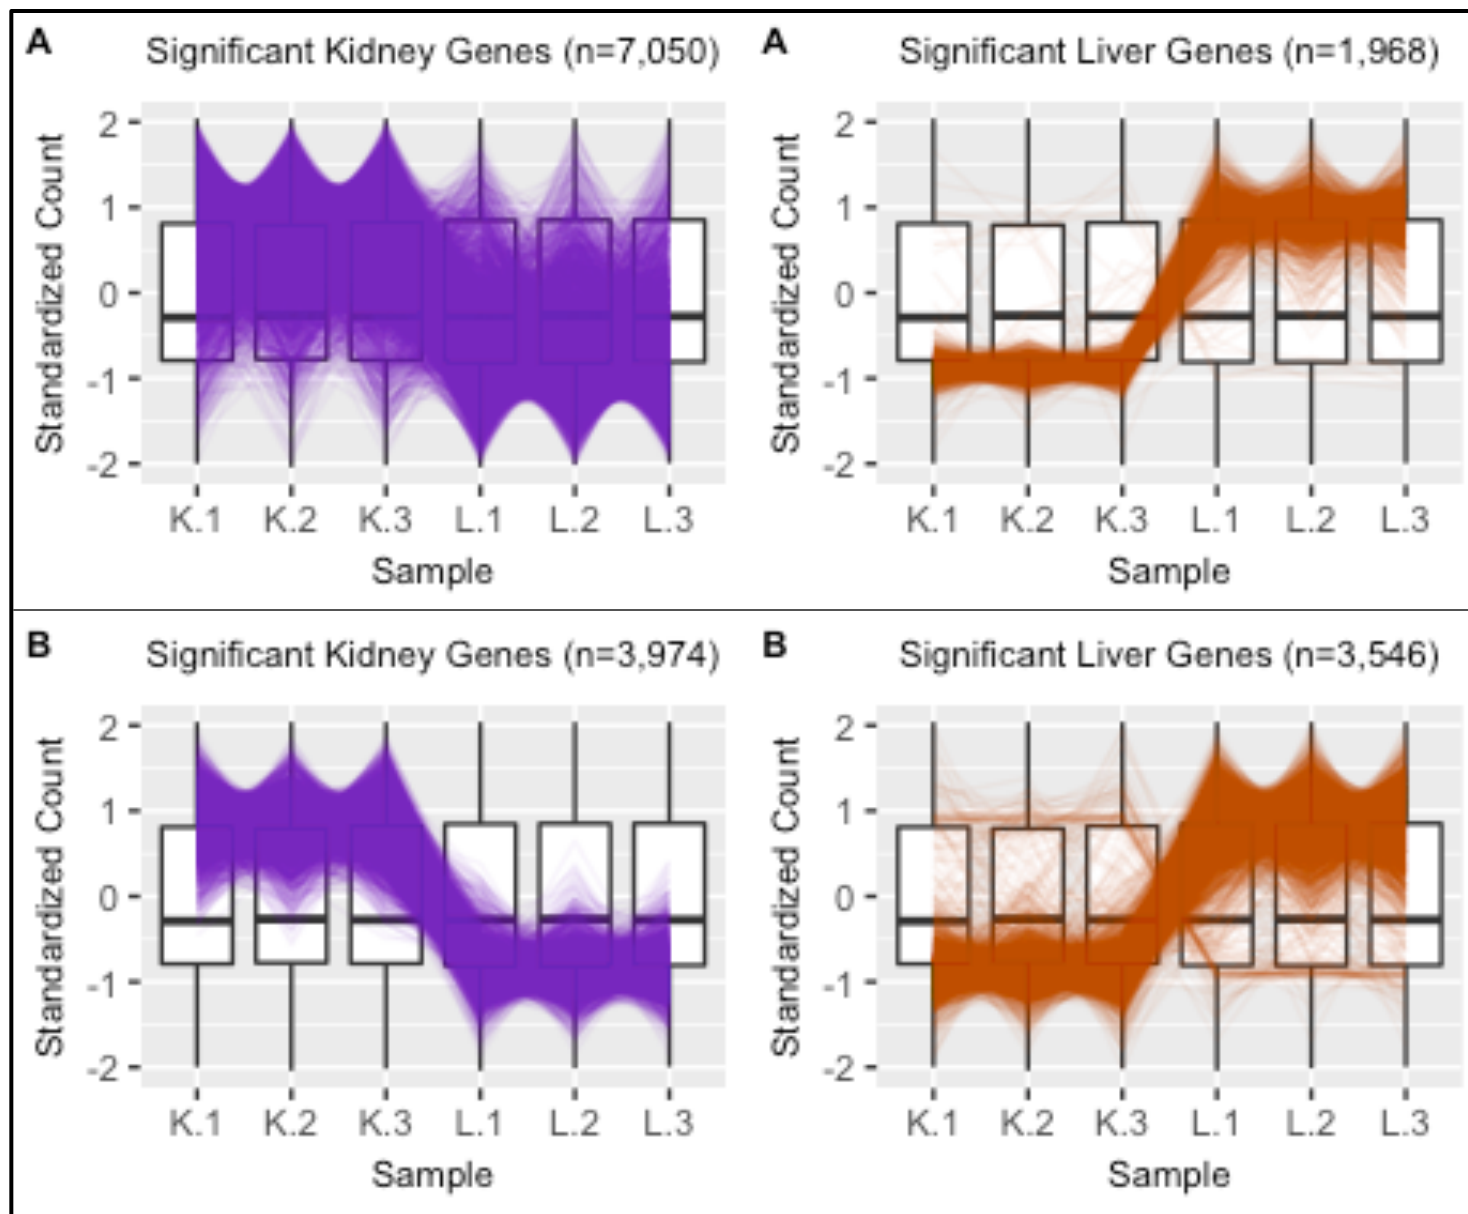 A Significant Kidney Genes (n=7,050)
Standardized Count
2
1
0
-1
-2
K.1 K.2 K.3 L.1 L.2 L.3
Sample
A Significant Liver Genes (n=1,968)
Standardized Count
2
1
0
-1
-2
K.1 K.2 K.3 L.1 L.2 L.3
Sample
B Significant Kidney Genes (n=3,974)
Standardized Count
2
1
0
-1
-2
K.1 K.2 K.3 L.1 L.2 L.3
Sample
B Significant Liver Genes (n=3,546)
Standardized Count
2
1
0
-1
-2
K.1 K.2 K.3 L.1 L.2 L.3
Sample